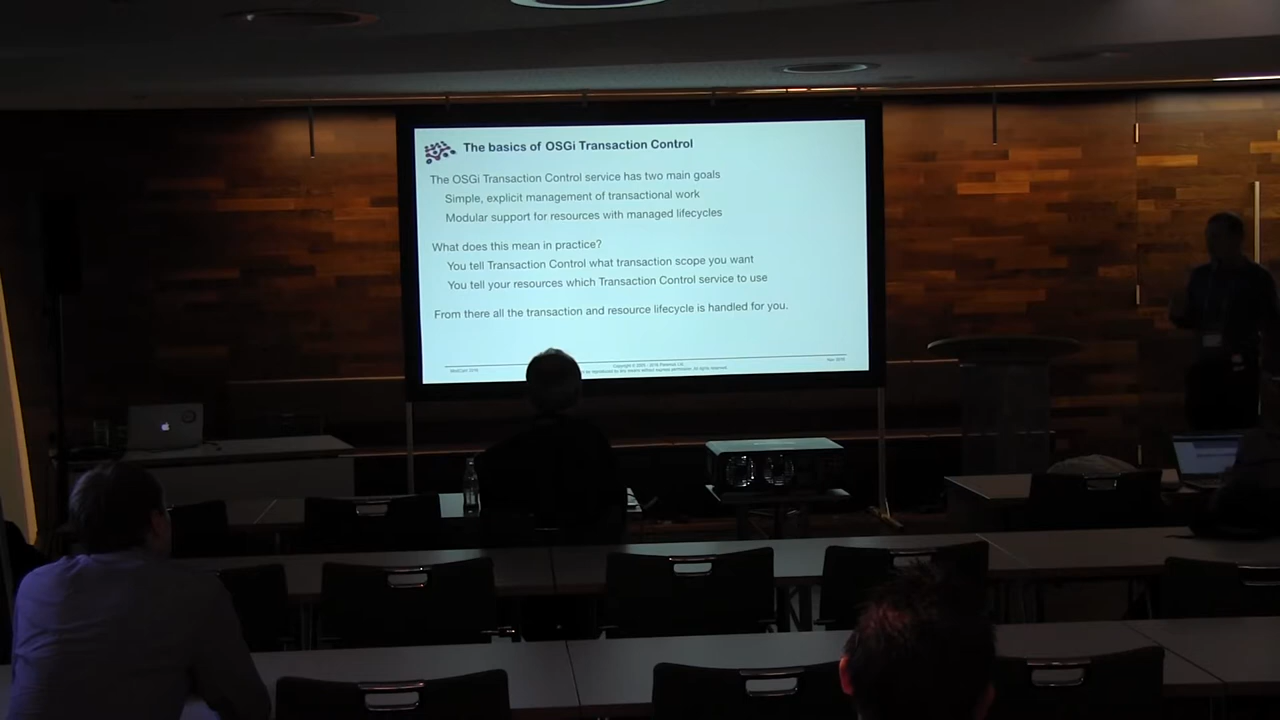 The basics of OSGi Transaction Control
The OSGi Transaction Control service has two main goals
Simple, explicit management of transactional work
Modular support for resources with managed lifecycles
What does this mean in practice?
You tell Transaction Control what transaction scope you want
You tell your resources which Transaction Control service to use
From there all the transaction and resource lifecycle is handled for you.
Nov 2016